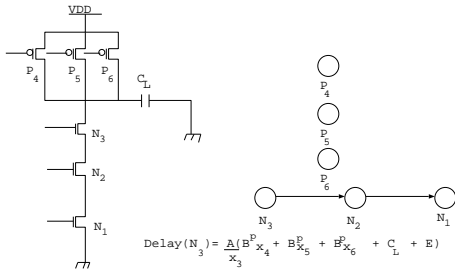 VDD
P4 P5 P6
CL
N3
N2
N1
P4
P5
P6
N3 N2 N1
Delay(N3)= A/x3 (B^p x4 + B^p x5 + B^p x6 + CL + E)